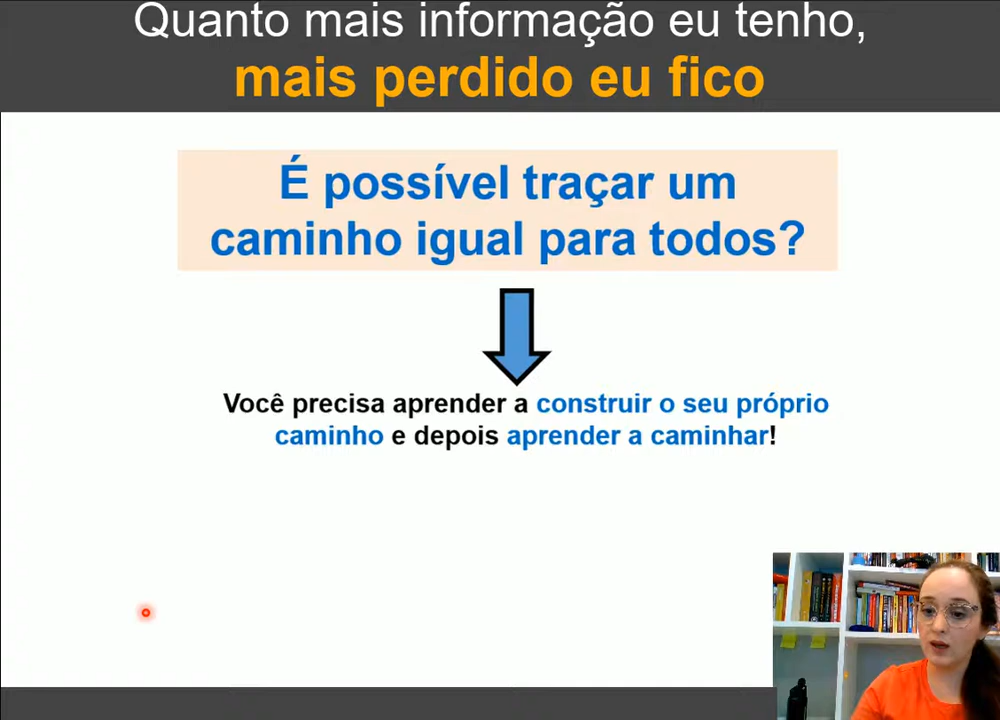 Quanto mais informação eu tenho,
mais perdido eu fico
É possível traçar um
caminho igual para todos?
Você precisa aprender a construir o seu próprio
caminho e depois aprender a caminhar!